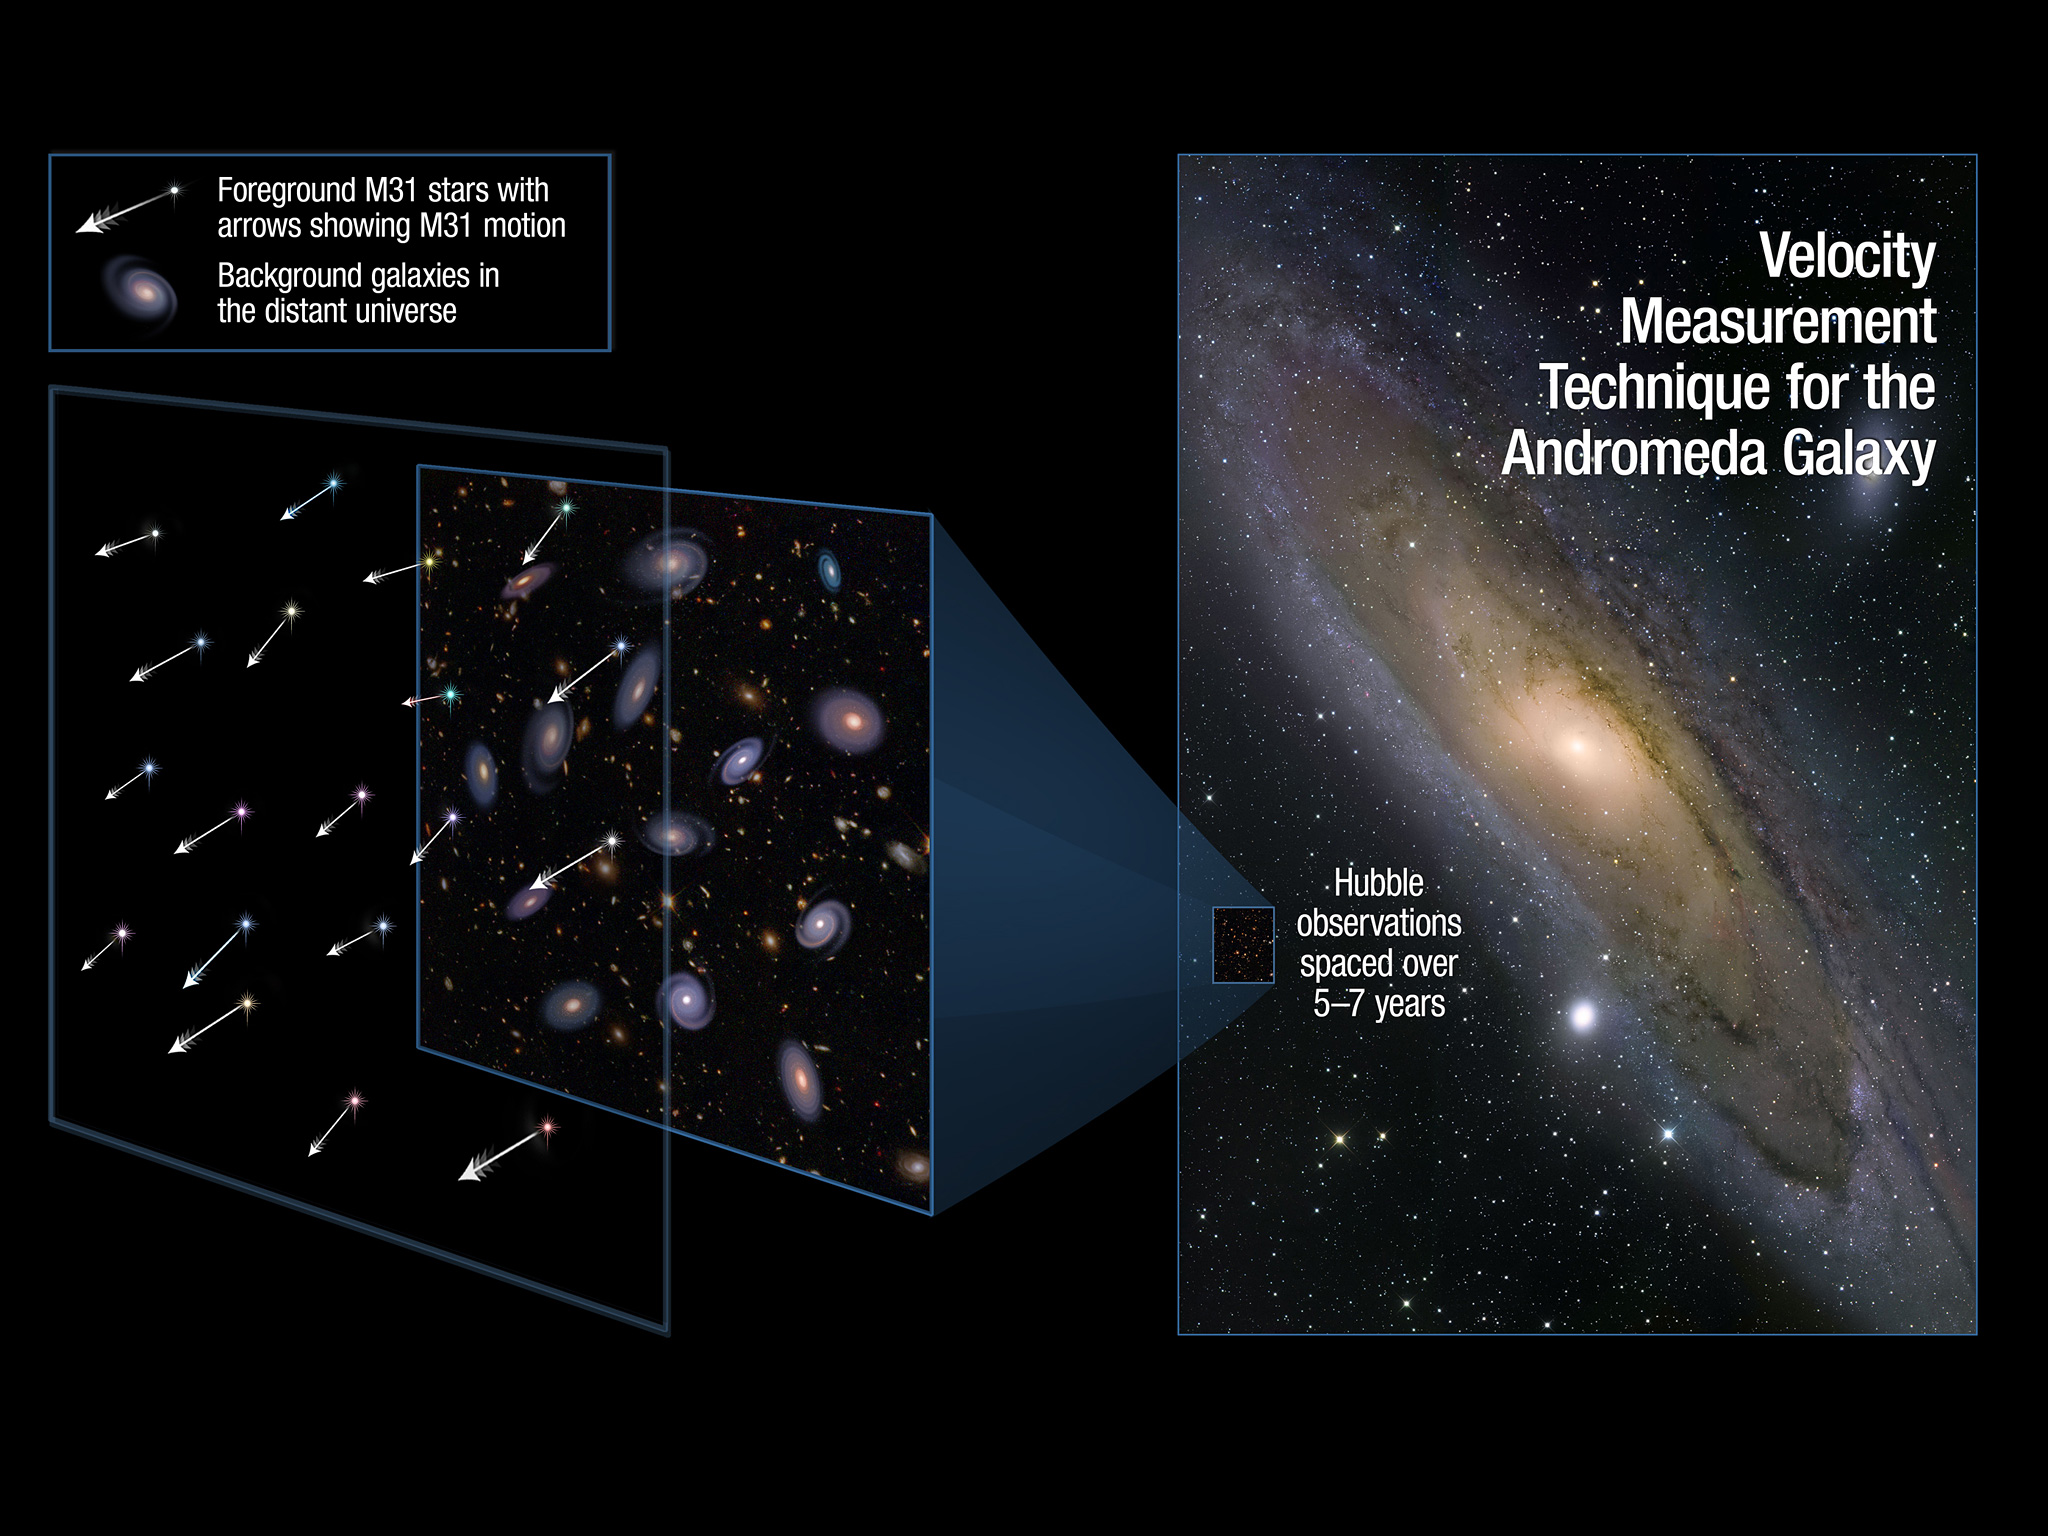 Foreground M31 stars with
arrows showing M31 motion
Background galaxies in
the distant universe
Velocity
Measurement
Technique for the
Andromeda Galaxy
Hubble
observations
spaced over
5–7 years